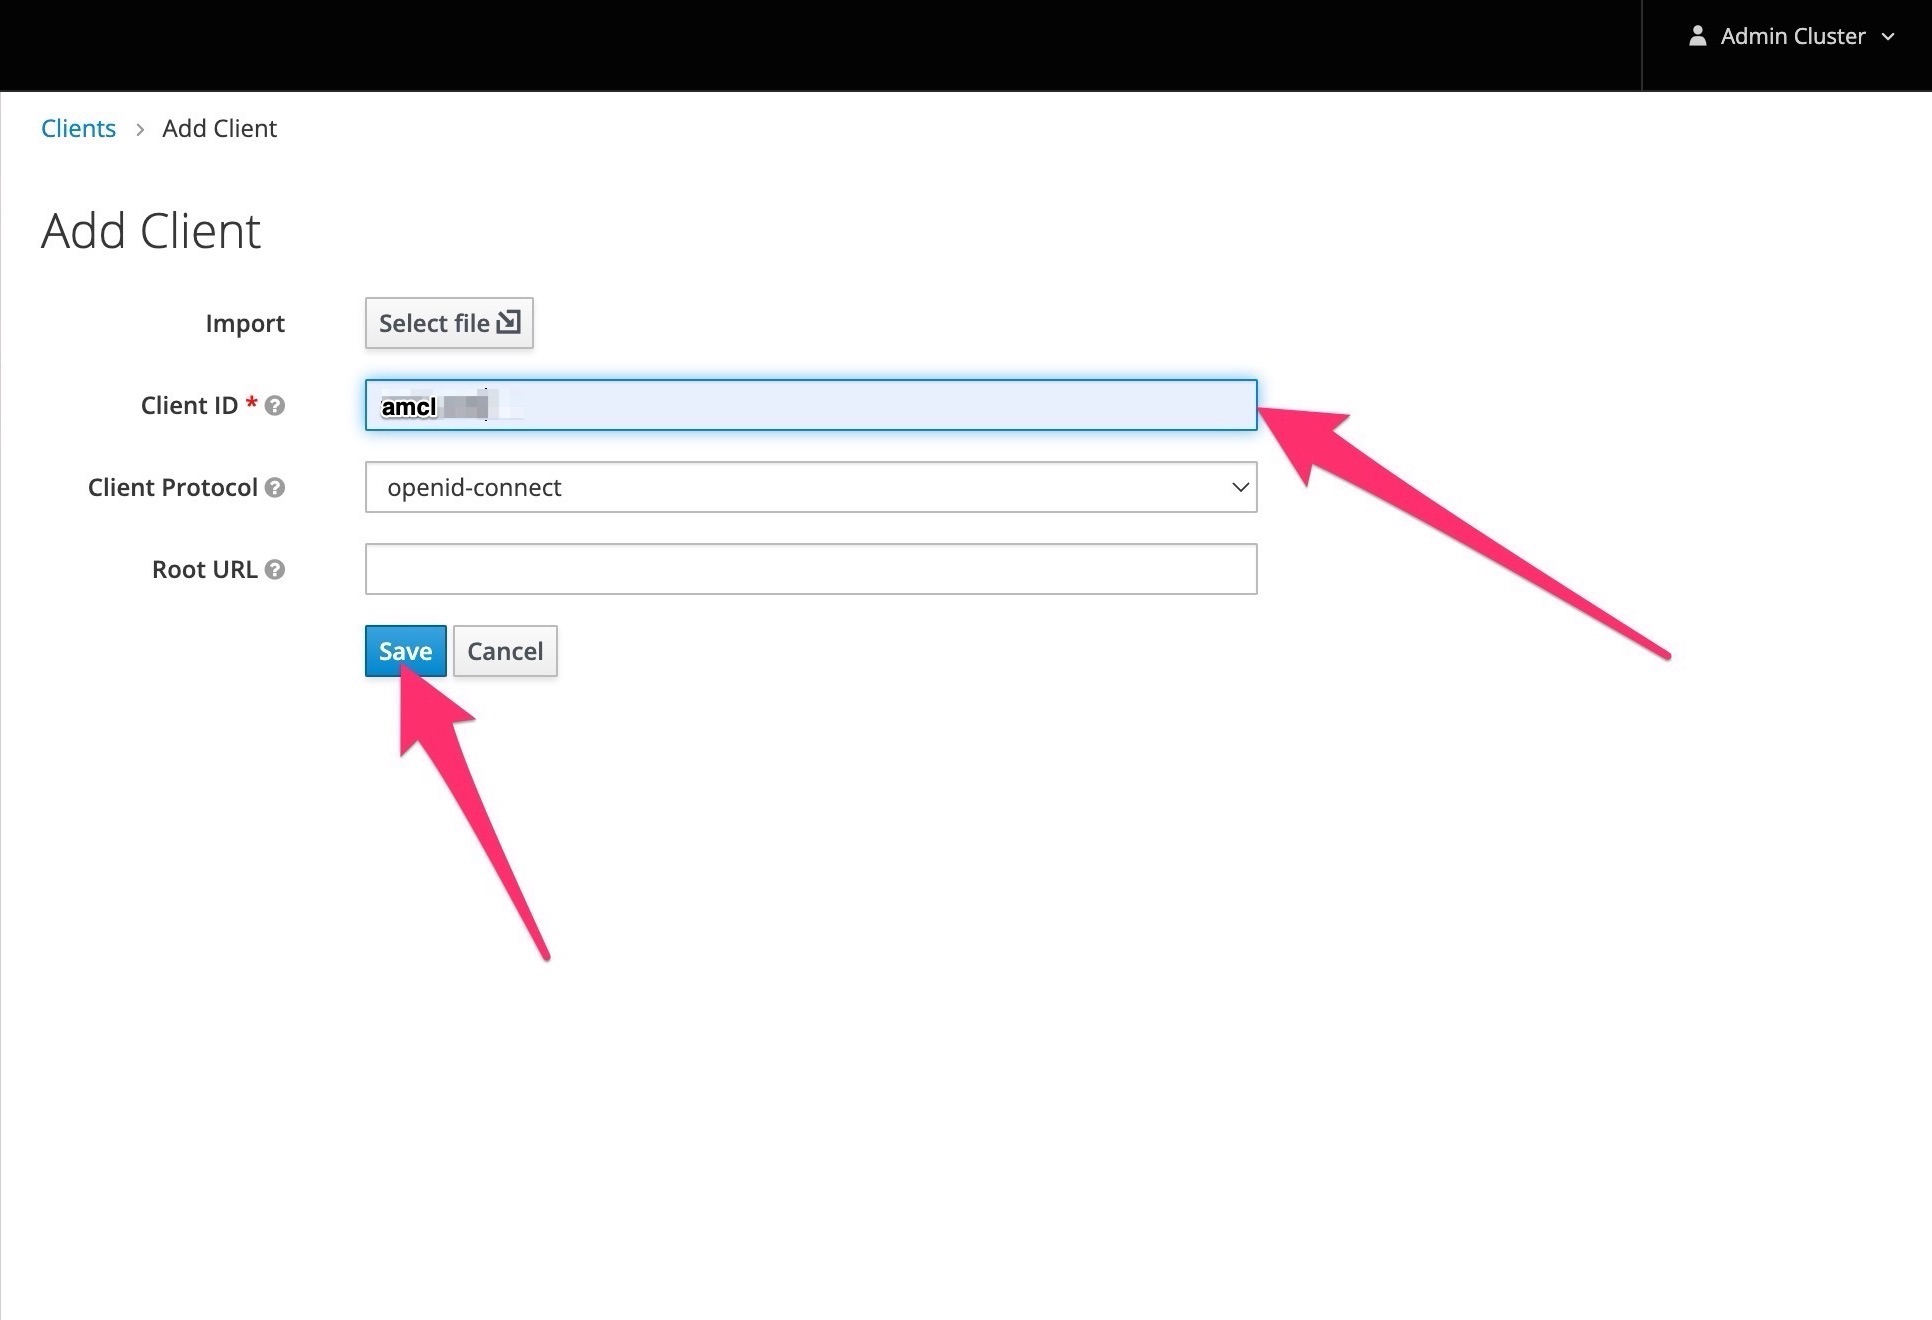 Admin Cluster
Clients > Add Client
Add Client
Import Select file
Client ID * amcl
Client Protocol openid-connect
Root URL
Save Cancel